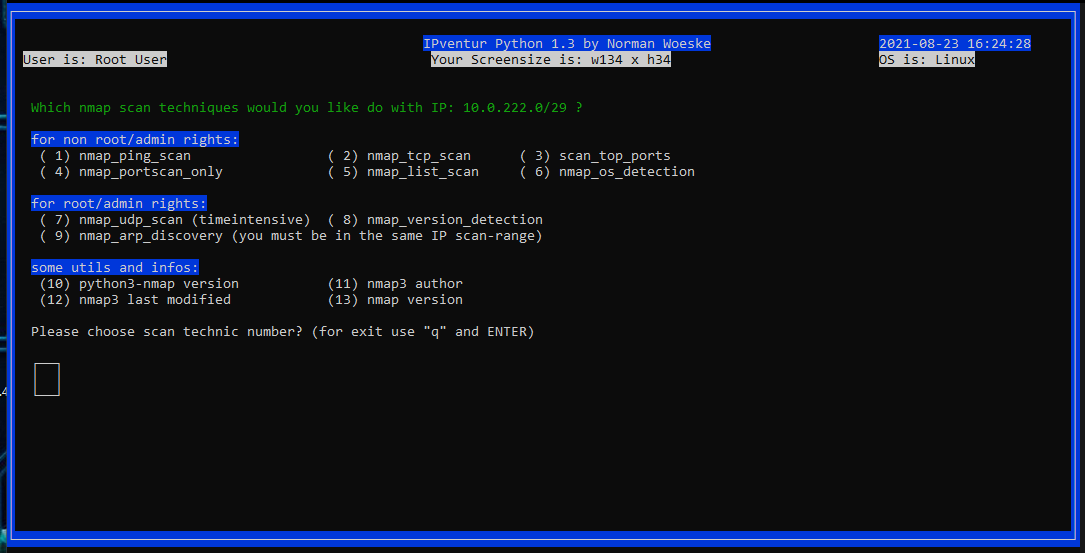 IPventur Python 1.3 by Norman Woeske 2021-08-23 16:24:28
User is: Root User Your Screensize is: w134 x h34 OS is: Linux
Which nmap scan techniques would you like do with IP: 10.0.222.0/29 ?
for non root/admin rights:
( 1) nmap_ping_scan ( 2) nmap_tcp_scan ( 3) scan_top_ports
( 4) nmap_portscan_only ( 5) nmap_list_scan ( 6) nmap_os_detection
for root/admin rights:
( 7) nmap_udp_scan (timeintensive) ( 8) nmap_version_detection
( 9) nmap_arp_discovery (you must be in the same IP scan-range)
some utils and infos:
(10) python3-nmap version (11) nmap3 author
(12) nmap3 last modified (13) nmap version
Please choose scan technic number? (for exit use "q" and ENTER)